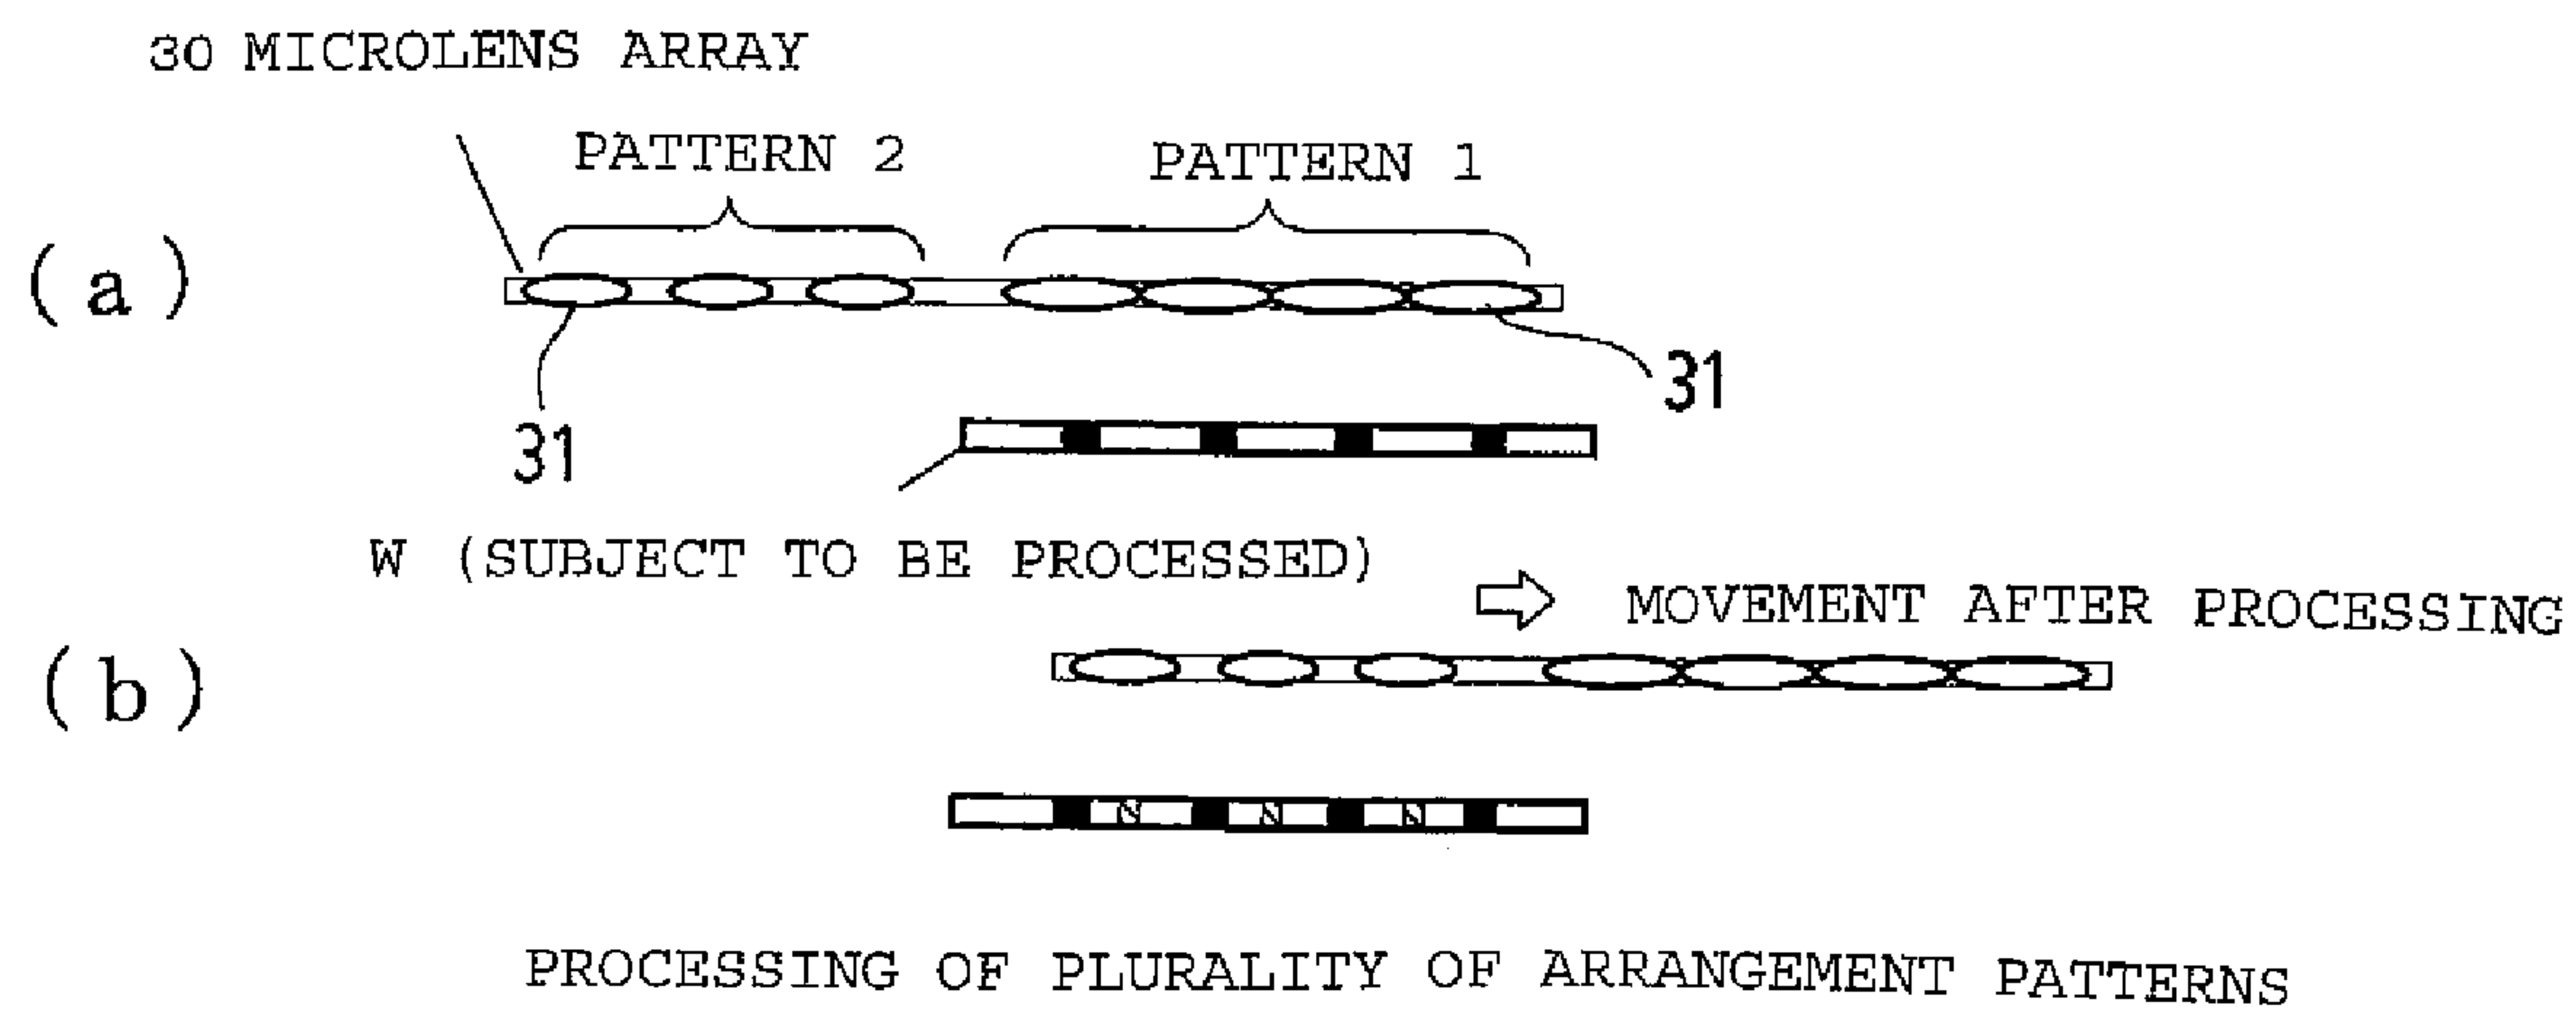 30 MICROLENS ARRAY
PATTERN 2
PATTERN 1
(a)
31
31
W (SUBJECT TO BE PROCESSED)
MOVEMENT AFTER PROCESSING
(b)
PROCESSING OF PLURALITY OF ARRANGEMENT PATTERNS